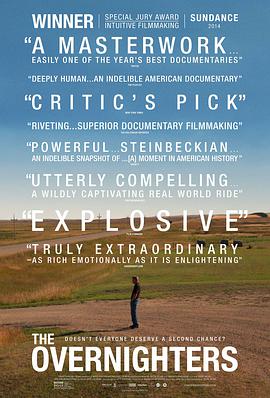 WINNER
SPECIAL JURY AWARD
INTUITIVE FILMMAKING
SUNDANCE
2014
“A MASTERWORK...
EASILY ONE OF THE YEAR'S BEST DOCUMENTARIES”
“DEEPLY HUMAN...AN INDELIBLE AMERICAN DOCUMENTARY”
“CRITIC'S PICK”
“RIVETING...SUPERIOR DOCUMENTARY FILMMAKING”
“POWERFUL...STEINBECKIAN...
AN INDELIBLE SNAPSHOT OF ...[A] MOMENT IN AMERICAN HISTORY”
“UTTERLY COMPELLING...
A WILDLY CAPTIVATING REAL WORLD RIDE”
“EXPLOSIVE”
“TRULY EXTRAORDINARY
–AS RICH EMOTIONALLY AS IT IS ENLIGHTENING”
DOESN'T EVERYONE DESERVE A SECOND CHANCE?
THE
OVERNIGHTERS